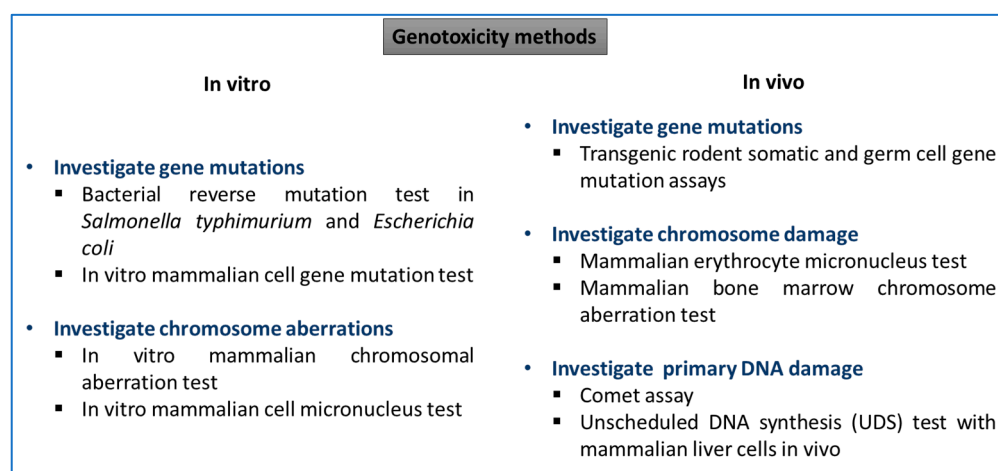 Genotoxicity methods
In vitro
• Investigate gene mutations
▪ Bacterial reverse mutation test in
Salmonella typhimurium and Escherichia
coli
▪ In vitro mammalian cell gene mutation test
• Investigate chromosome aberrations
▪ In vitro mammalian chromosomal
aberration test
▪ In vitro mammalian cell micronucleus test
In vivo
• Investigate gene mutations
▪ Transgenic rodent somatic and germ cell gene
mutation assays
• Investigate chromosome damage
▪ Mammalian erythrocyte micronucleus test
▪ Mammalian bone marrow chromosome
aberration test
• Investigate primary DNA damage
▪ Comet assay
▪ Unscheduled DNA synthesis (UDS) test with
mammalian liver cells in vivo